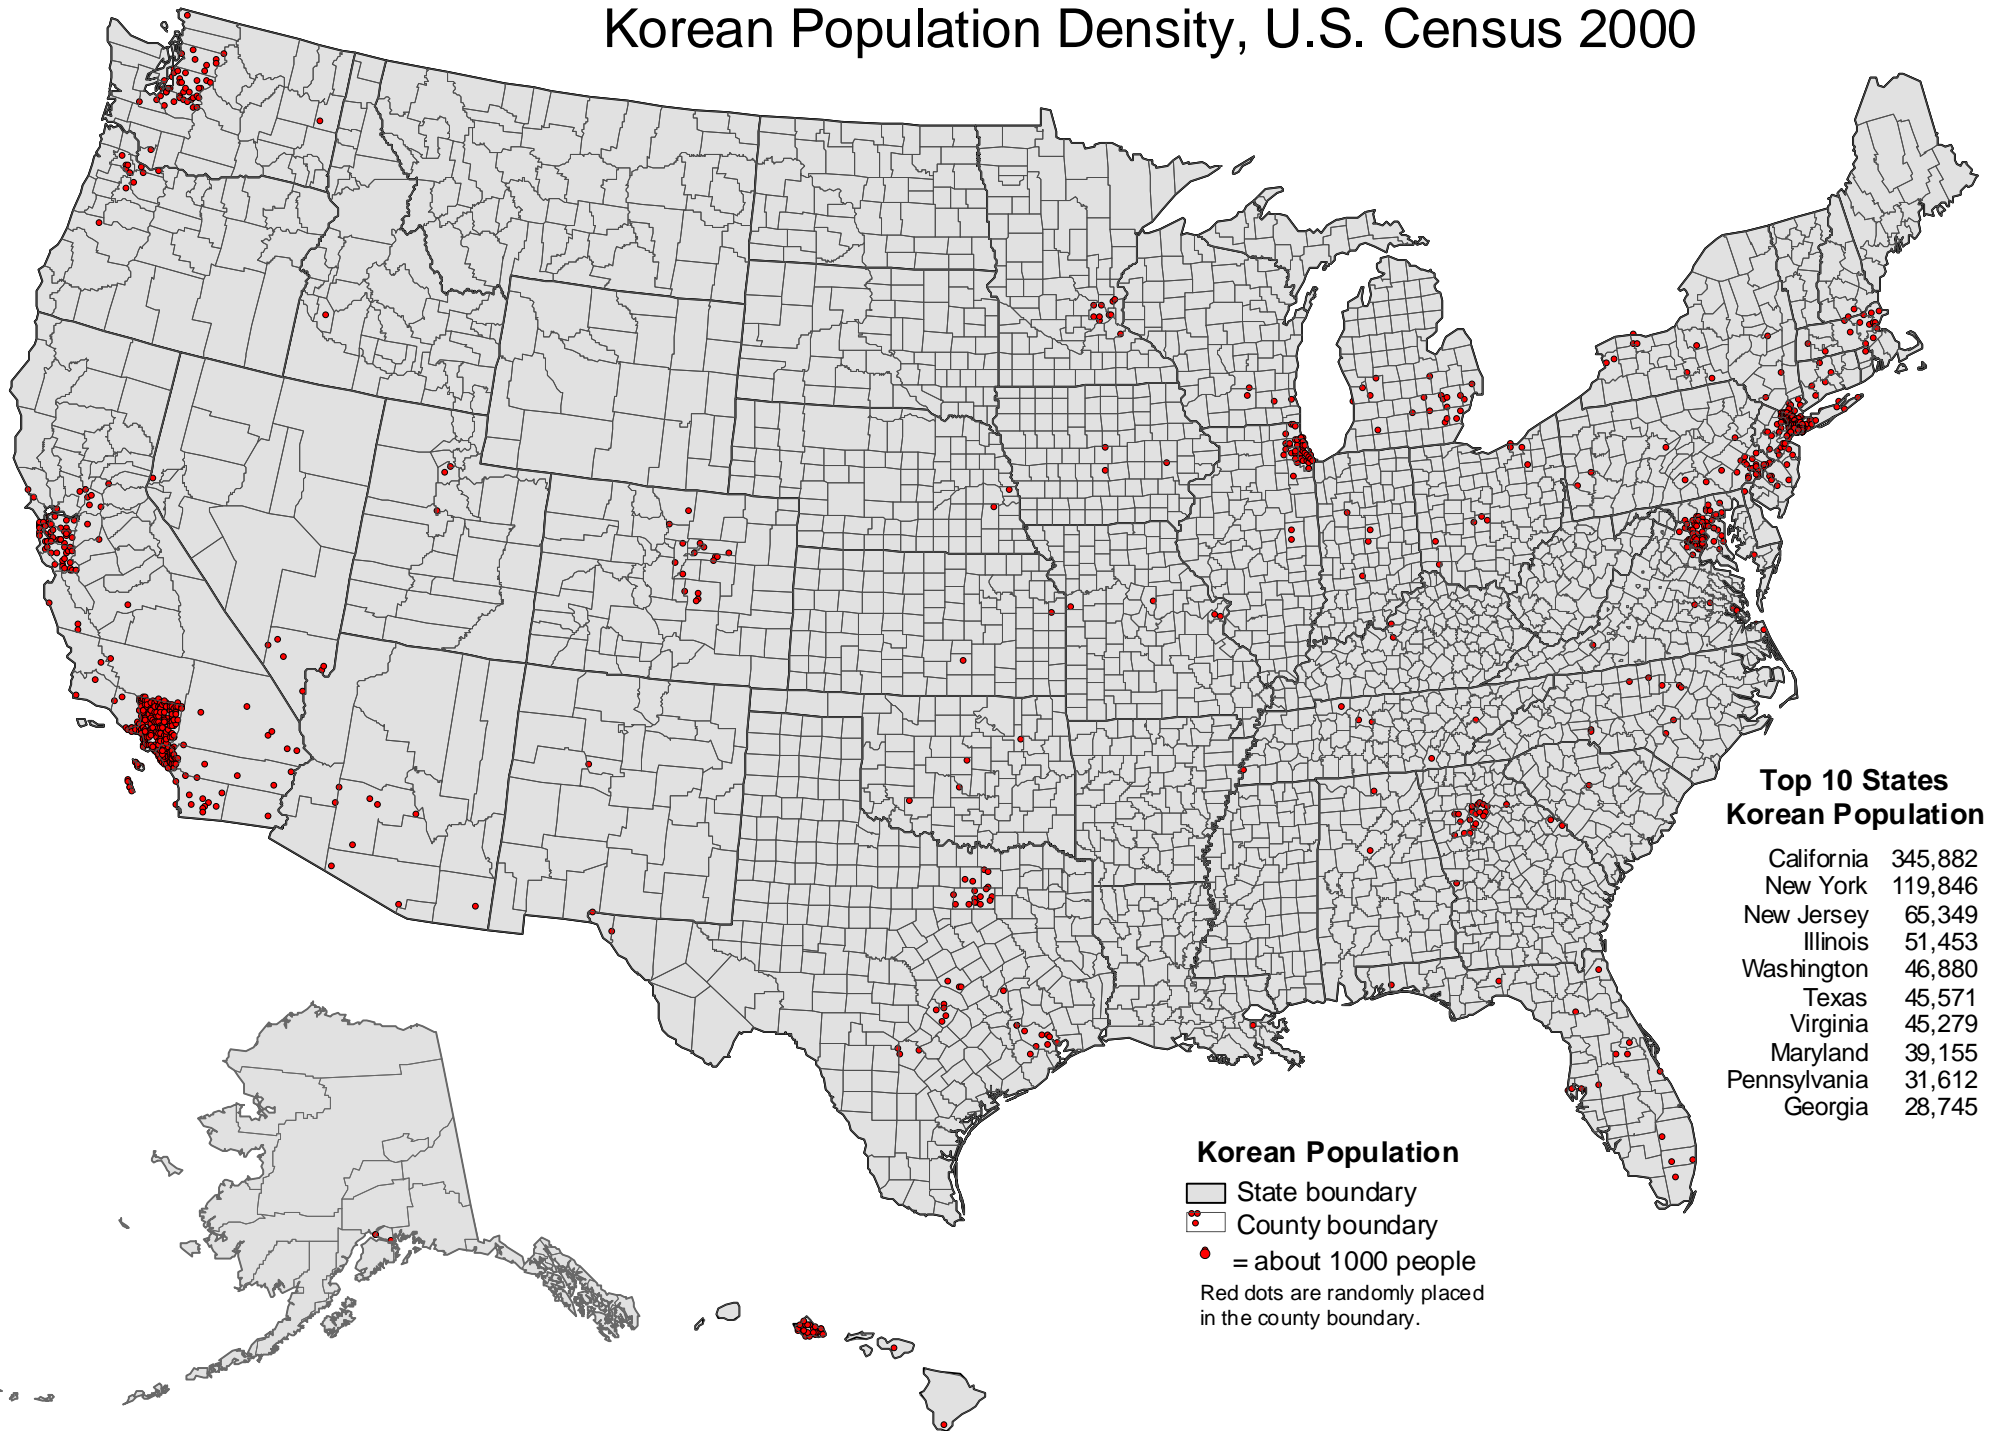 Korean Population Density, U.S. Census 2000
Top 10 States
Korean Population
California 345,882
New York 119,846
New Jersey 65,349
Illinois 51,453
Washington 46,880
Texas 45,571
Virginia 45,279
Maryland 39,155
Pennsylvania 31,612
Georgia 28,745
Korean Population
State boundary
County boundary
= about 1000 people
Red dots are randomly placed
in the county boundary.